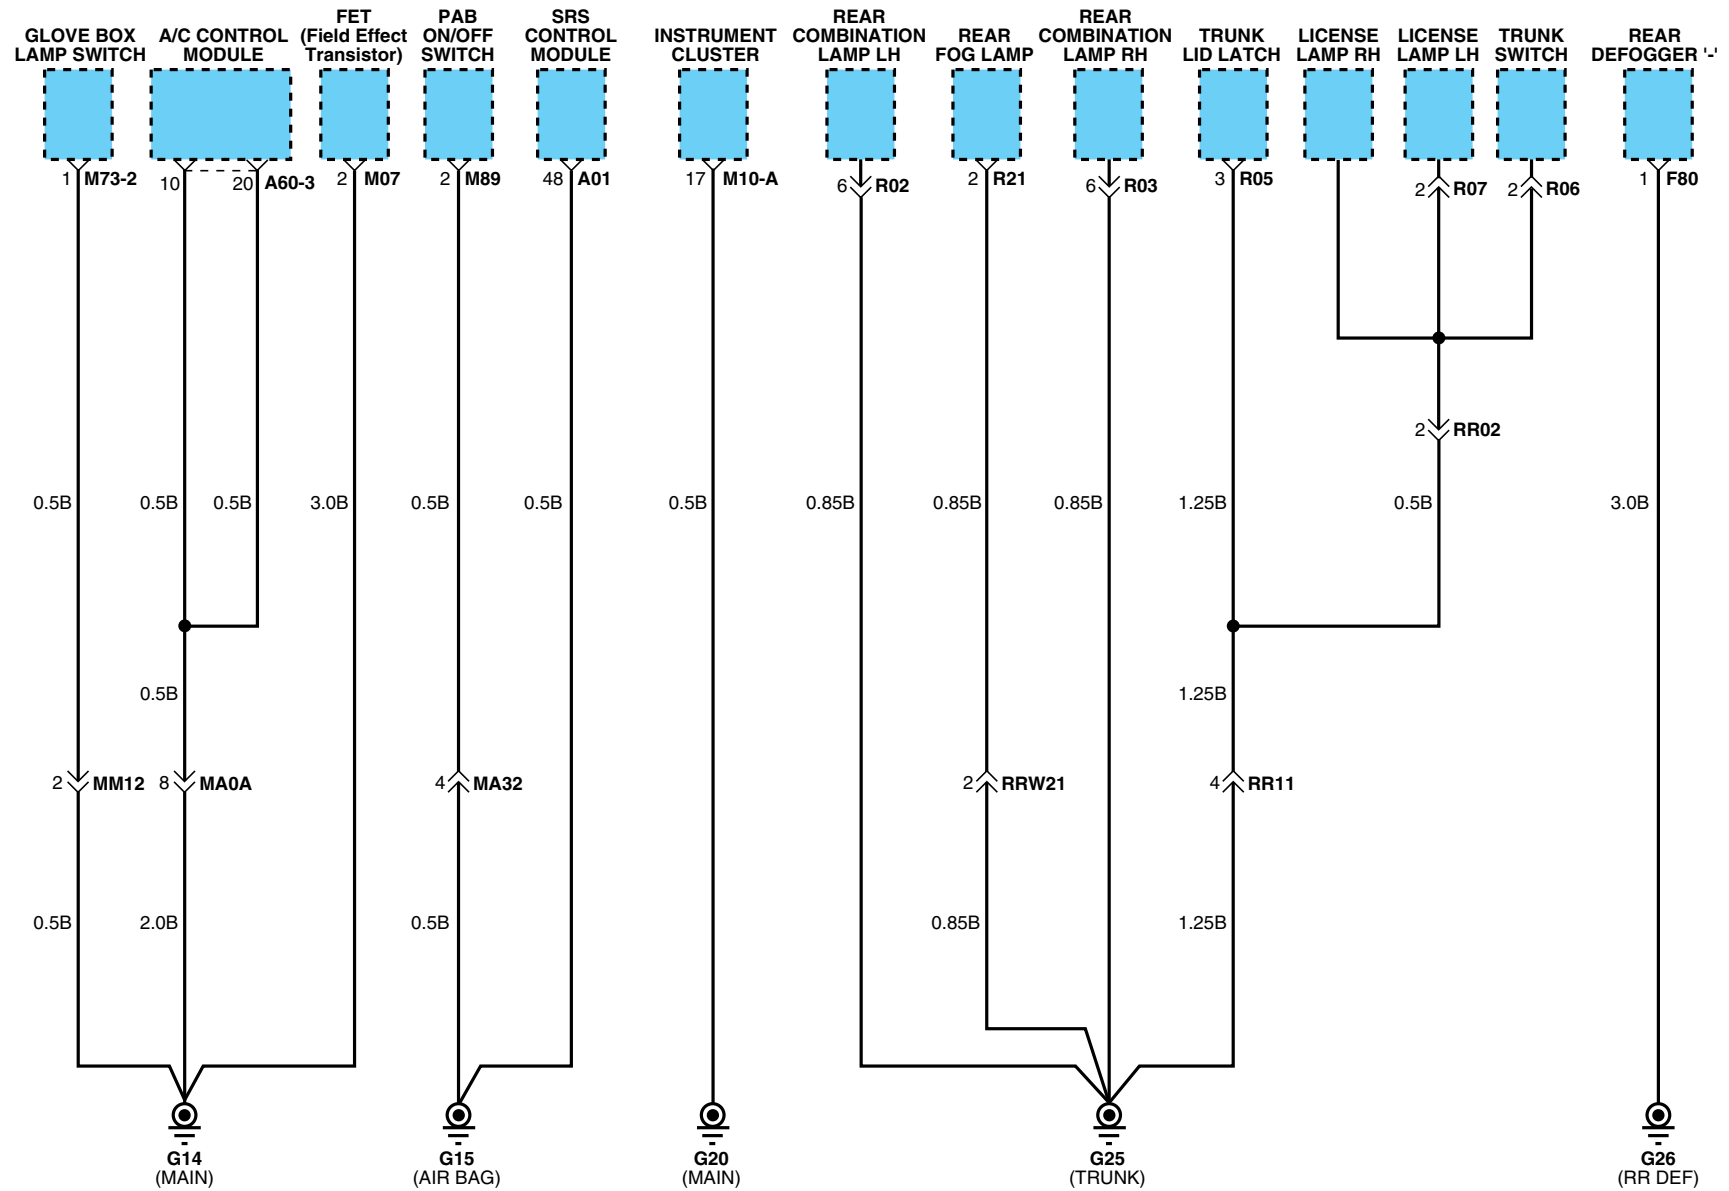 GLOVE BOX
LAMP SWITCH
A/C CONTROL
MODULE
FET
(Field Effect
Transistor)
PAB
ON/OFF
SWITCH
SRS
CONTROL
MODULE
INSTRUMENT
CLUSTER
REAR
COMBINATION
LAMP LH
REAR
FOG LAMP
REAR
COMBINATION
LAMP RH
TRUNK
LID LATCH
LICENSE
LAMP RH
LICENSE
LAMP LH
TRUNK
SWITCH
REAR
DEFOGGER '-'
1 M73-2
10
20 A60-3
2 M07
2 M89
48 A01
17 M10-A
6 R02
2 R21
6 R03
3 R05
2 R07
2 R06
1 F80
2 RR02
0.5B
0.5B
0.5B
3.0B
0.5B
0.5B
0.5B
0.85B
0.85B
0.85B
1.25B
0.5B
3.0B
0.5B
1.25B
2 MM12
8 MA0A
4 MA32
2 RRW21
4 RR11
0.5B
2.0B
0.5B
0.85B
1.25B
G14
(MAIN)
G15
(AIR BAG)
G20
(MAIN)
G25
(TRUNK)
G26
(RR DEF)